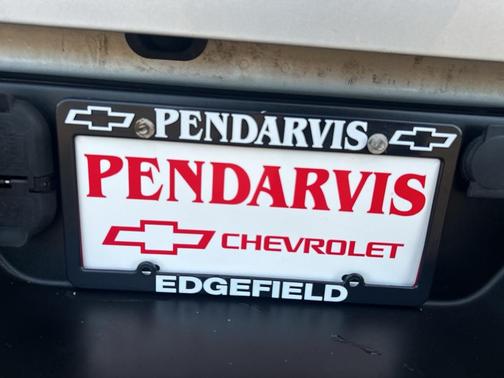 PENDARVIS
PENDARVIS
CHEVROLET
EDGEFIELD